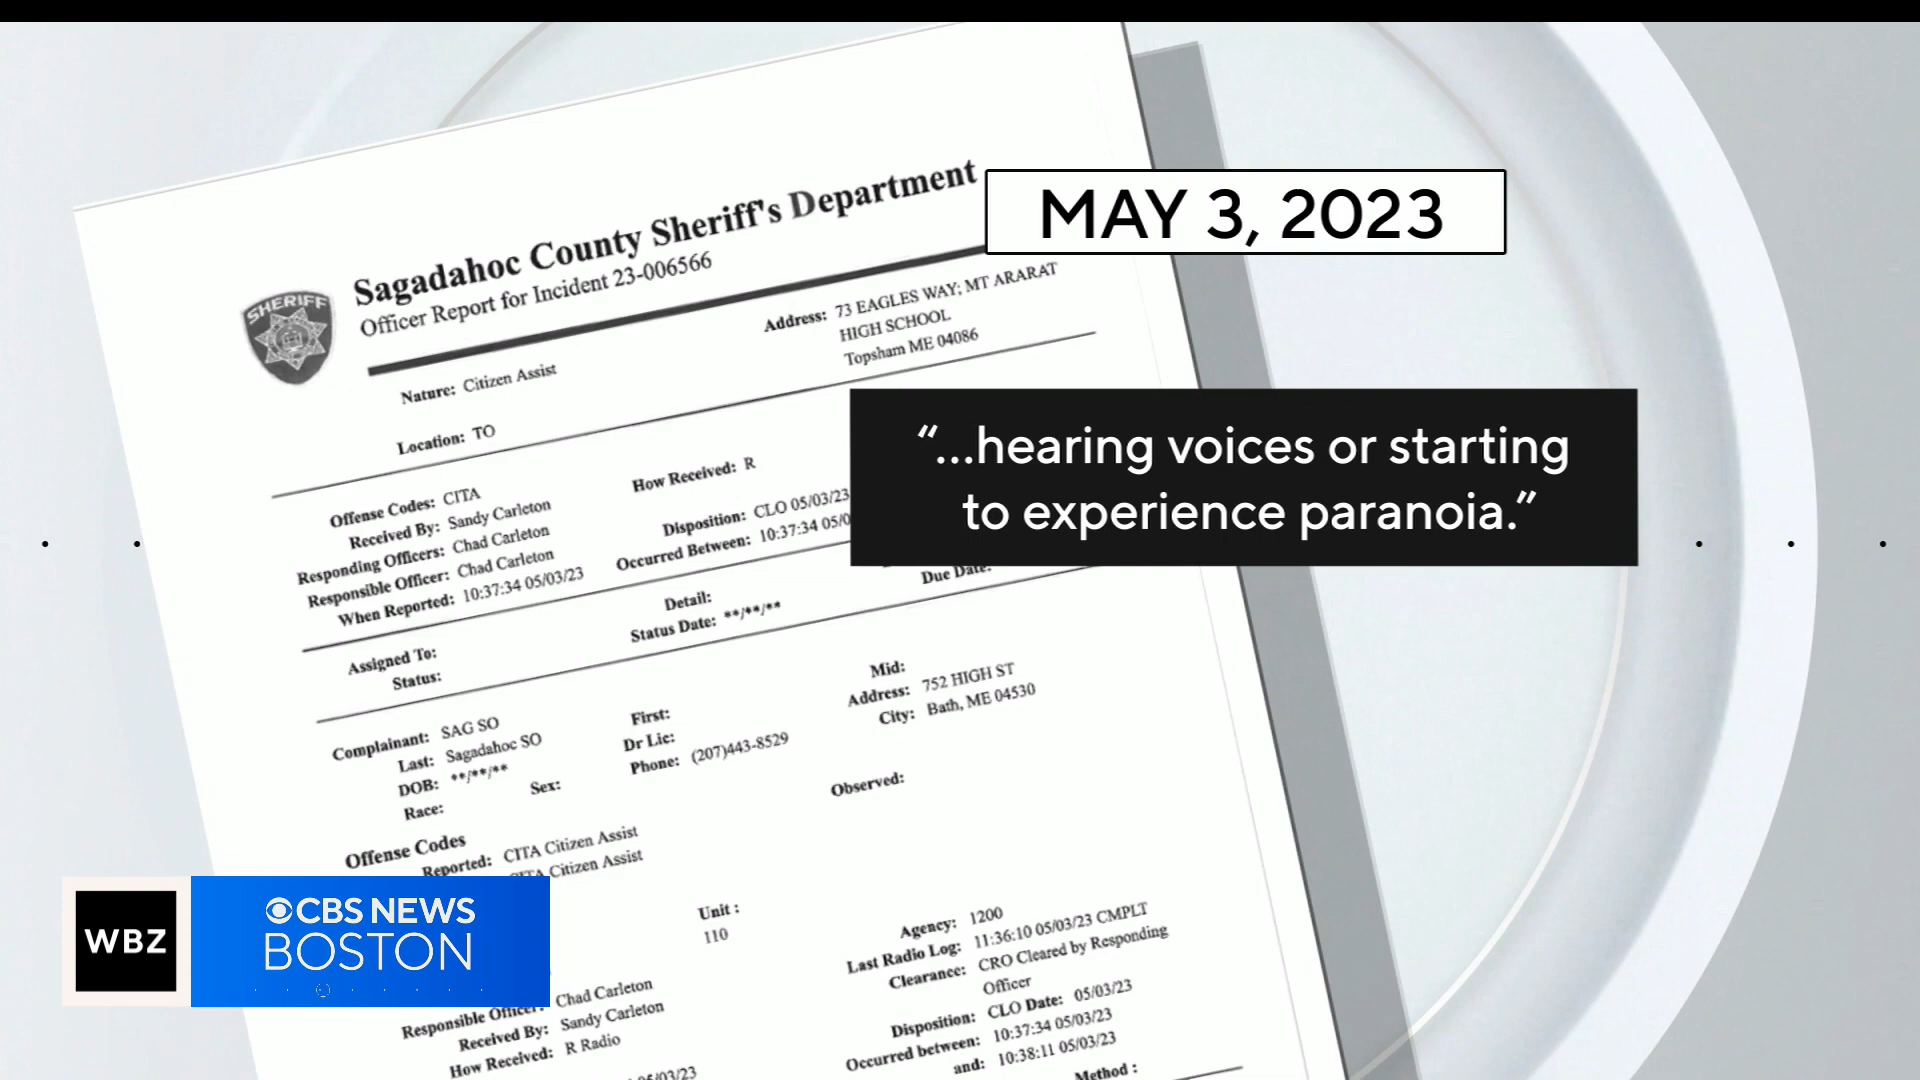 Sagadahoc County Sheriff's Department
Officer Report for Incident 23-006566
MAY 3, 2023
SHERIFF
Nature: Citizen Assist
Address: 73 EAGLES WAY; MT ARARAT
HIGH SCHOOL
Topsham ME 04086
Location: TO
"...hearing voices or starting
to experience paranoia."
Offense Codes: CITA
Received By: Sandy Carleton
How Received: R
Responding Officers: Chad Carleton
Disposition: CLO 05/03/23
Responsible Officer: Chad Carleton
Occurred Between: 10:37:34 05/0
When Reported: 10:37:34 05/03/23
Assigned To:
Detail:
Due Date:
Status:
Status Date: **/**/**
Complainant: SAG SO
Last: Sagadahoc SO
First:
Mid:
DOB: **/**/**
Dr Lic:
Address: 752 HIGH ST
Race:
Sex:
Phone: (207)443-8529
City: Bath, ME 04530
Offense Codes
Reported: CITA Citizen Assist
Observed:
CITA Citizen Assist
Unit :
110
WBZ
CBS NEWS
BOSTON
Responsible Officer: Chad Carleton
Agency: 1200
Received By: Sandy Carleton
Last Radio Log: 11:36:10 05/03/23 CMPLT
How Received: R Radio
Clearance: CRO Cleared by Responding
Officer
Disposition: CLO Date: 05/03/23
Occurred between: 10:37:34 05/03/23
and: 10:38:11 05/03/23
05/03/23
Method :